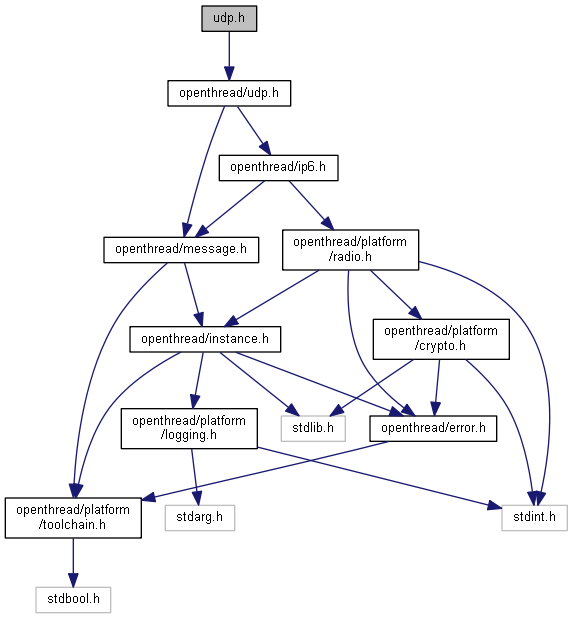 udp.h
openthread/udp.h
openthread/ip6.h
openthread/message.h
openthread/platform
/radio.h
openthread/instance.h
openthread/platform
/crypto.h
openthread/platform
/logging.h
stdlib.h
openthread/error.h
openthread/platform
/toolchain.h
stdarg.h
stdint.h
stdbool.h